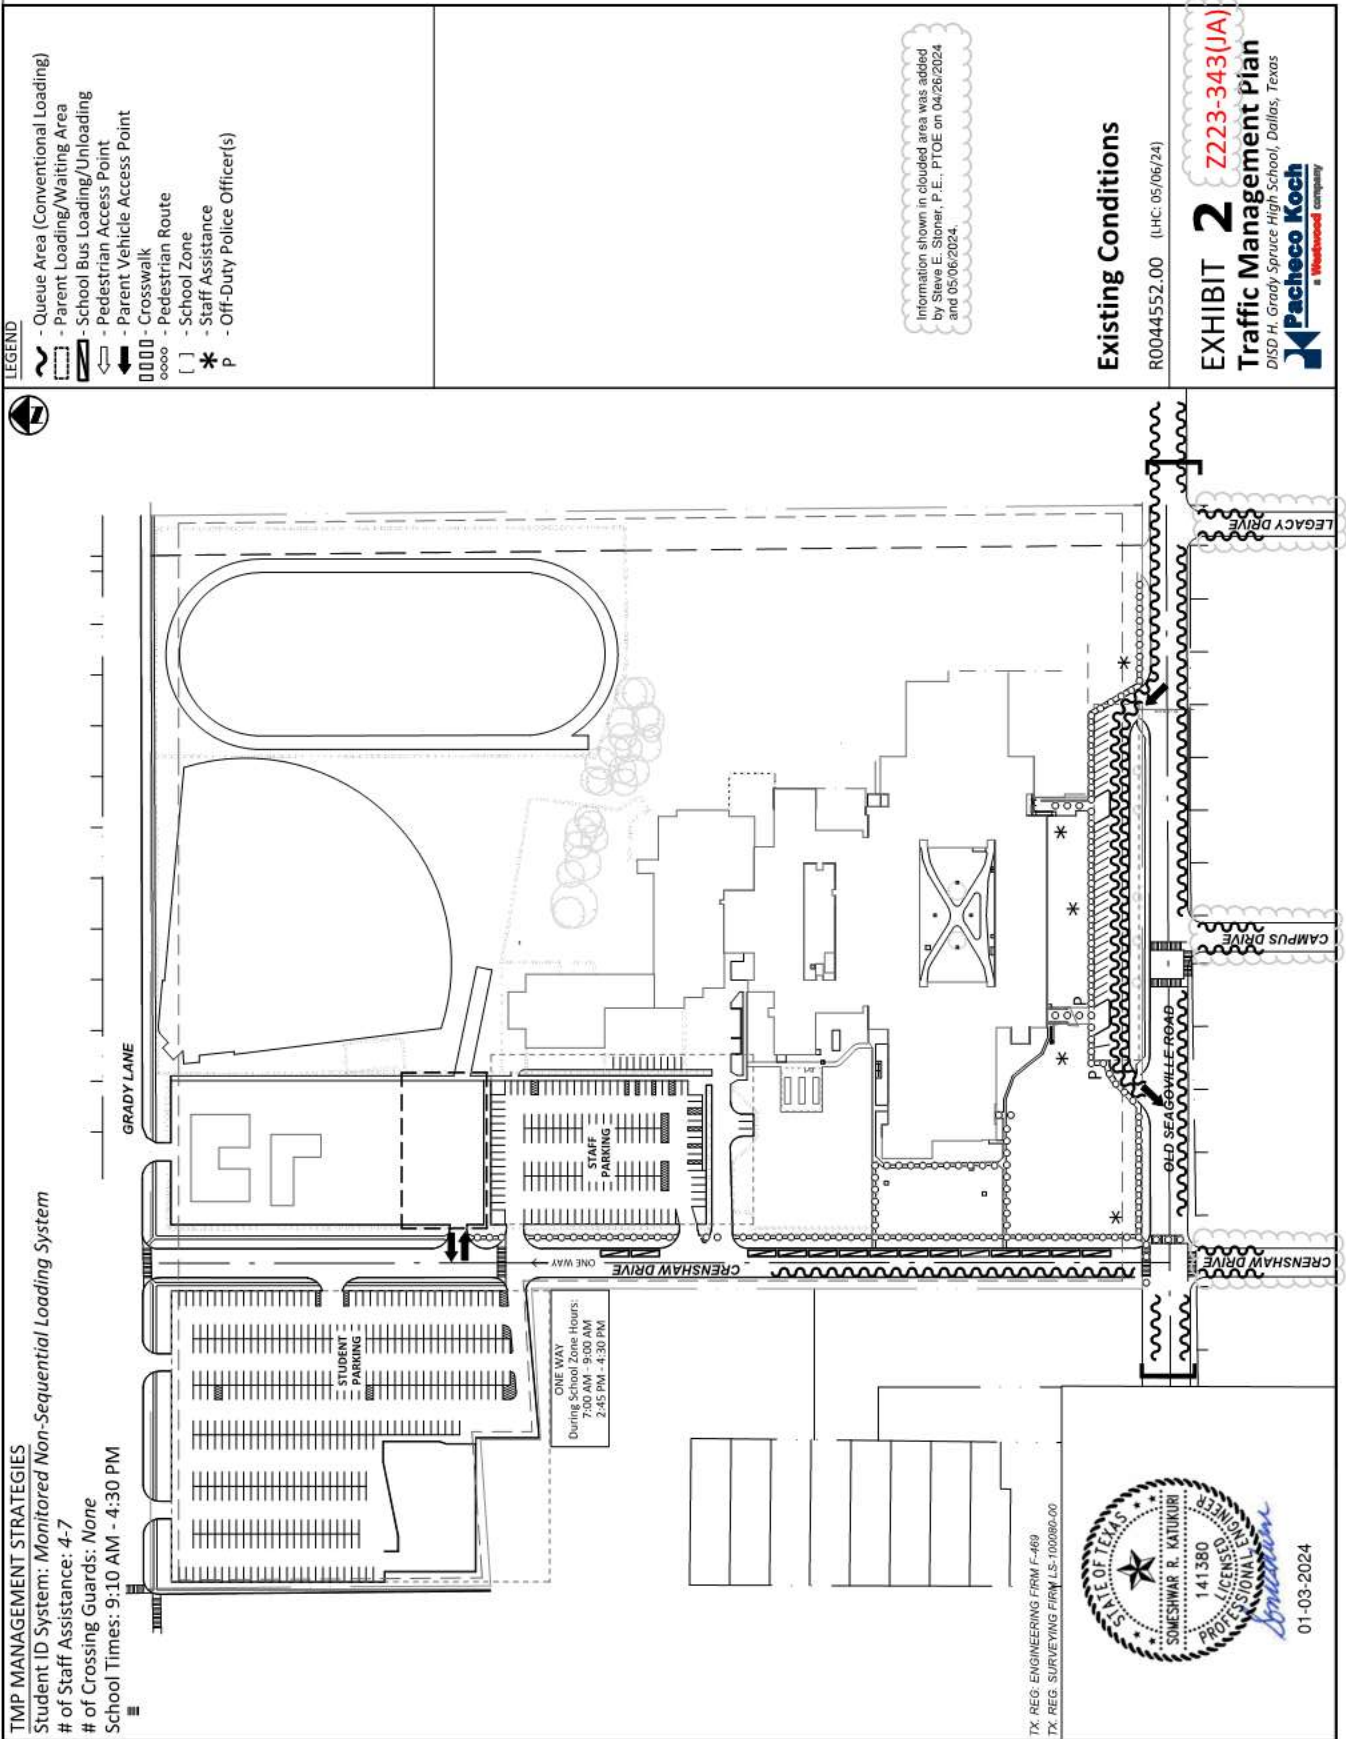 TMP MANAGEMENT STRATEGIES
Student ID System: Monitored Non-Sequential Loading System
# of Staff Assistance: 4-7
# of Crossing Guards: None
School Times: 9:10 AM - 4:30 PM
LEGEND
- Queue Area (Conventional Loading)
- Parent Loading/Waiting Area
- School Bus Loading/Unloading
- Pedestrian Access Point
- Parent Vehicle Access Point
- Crosswalk
- Pedestrian Route
[ ] - School Zone
* - Staff Assistance
P - Off-Duty Police Officer(s)
N
GRADY LANE
STUDENT
PARKING
STAFF
PARKING
ONE WAY
CRENSHAW DRIVE
ONE WAY
During School Zone Hours:
7:00 AM - 9:00 AM
2:45 PM - 4:30 PM
*
*
*
*
*
P
P
OLD SEAGOVILLE ROAD
CRENSHAW DRIVE
CAMPUS DRIVE
LEGACY DRIVE
TX. REG: ENGINEERING FIRM F-469
TX. REG. SURVEYING FIRM LS-100080-00
STATE OF TEXAS
SOMESHWAR R. KATUKURI
141380
LICENSED
PROFESSIONAL ENGINEER
01-03-2024
Information shown in clouded area was added
by Steve E. Stoner, P.E., PTOE on 04/26/2024
and 05/06/2024.
Existing Conditions
R0044552.00 (LHC: 05/06/24)
EXHIBIT 2 Z223-343(JA)
Traffic Management Plan
DISD H. Grady Spruce High School, Dallas, Texas
Pacheco Koch
a Westwood company